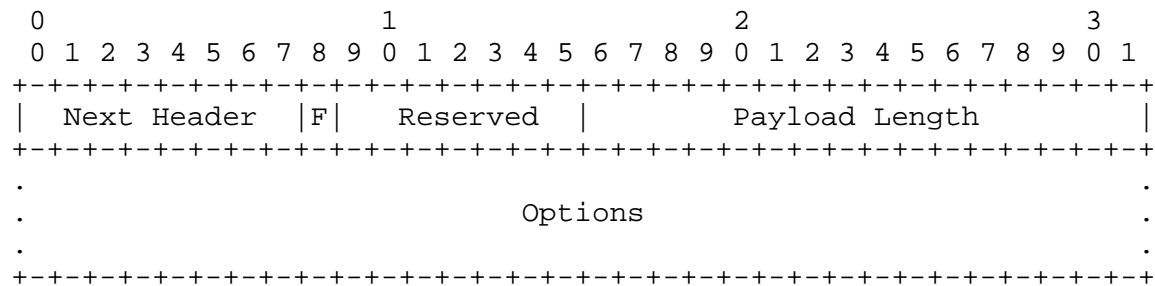 0                   1                   2                   3
 0 1 2 3 4 5 6 7 8 9 0 1 2 3 4 5 6 7 8 9 0 1 2 3 4 5 6 7 8 9 0 1
+-+-+-+-+-+-+-+-+-+-+-+-+-+-+-+-+-+-+-+-+-+-+-+-+-+-+-+-+-+-+-+-+
|  Next Header  |F|  Reserved   |        Payload Length         |
+-+-+-+-+-+-+-+-+-+-+-+-+-+-+-+-+-+-+-+-+-+-+-+-+-+-+-+-+-+-+-+-+
.                                                               .
.                            Options                            .
.                                                               .
+-+-+-+-+-+-+-+-+-+-+-+-+-+-+-+-+-+-+-+-+-+-+-+-+-+-+-+-+-+-+-+-+